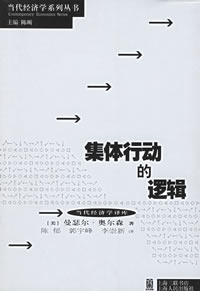 当代经济学系列丛书
Contemporary Economics Series
主编 陈昕
集体行动
的
逻辑
当代经济学译库
[美] 曼瑟尔·奥尔森 著
陈郁 郭宇峰 李崇新 译
上海三联书店
上海人民出版社